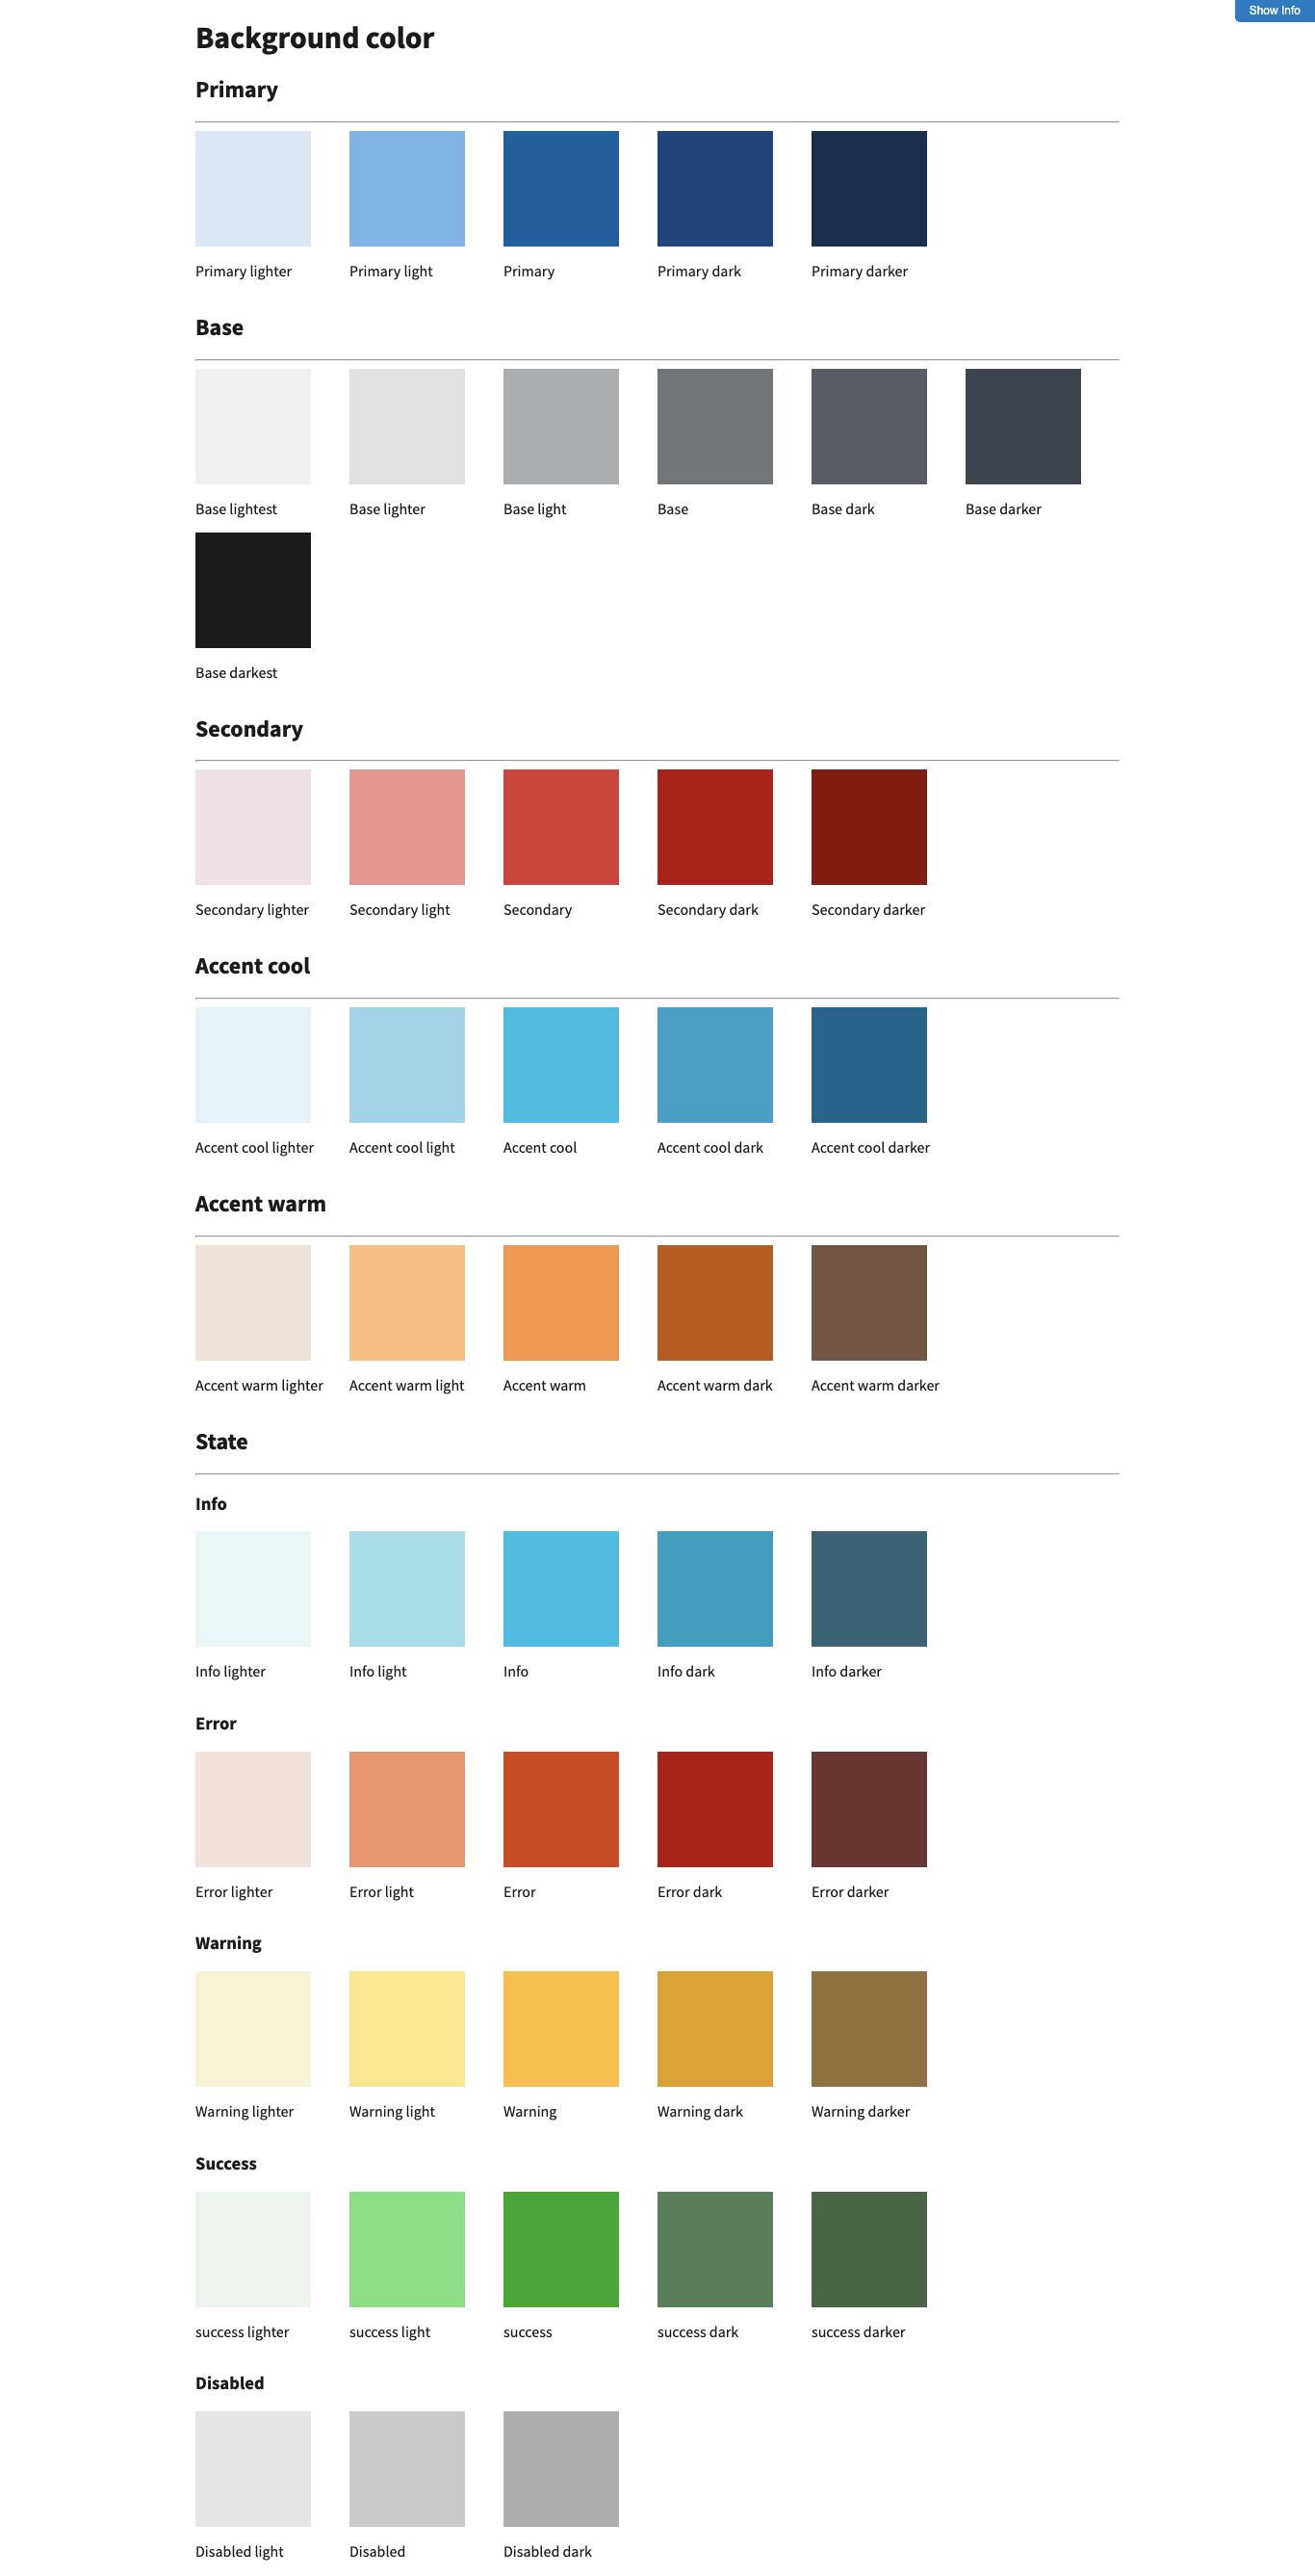 Show Info
Background color
Primary
Primary lighter Primary light Primary Primary dark Primary darker
Base
Base lightest Base lighter Base light Base Base dark Base darker
Base darkest
Secondary
Secondary lighter Secondary light Secondary Secondary dark Secondary darker
Accent cool
Accent cool lighter Accent cool light Accent cool Accent cool dark Accent cool darker
Accent warm
Accent warm lighter Accent warm light Accent warm Accent warm dark Accent warm darker
State
Info
Info lighter Info light Info Info dark Info darker
Error
Error lighter Error light Error Error dark Error darker
Warning
Warning lighter Warning light Warning Warning dark Warning darker
Success
success lighter success light success success dark success darker
Disabled
Disabled light Disabled Disabled dark